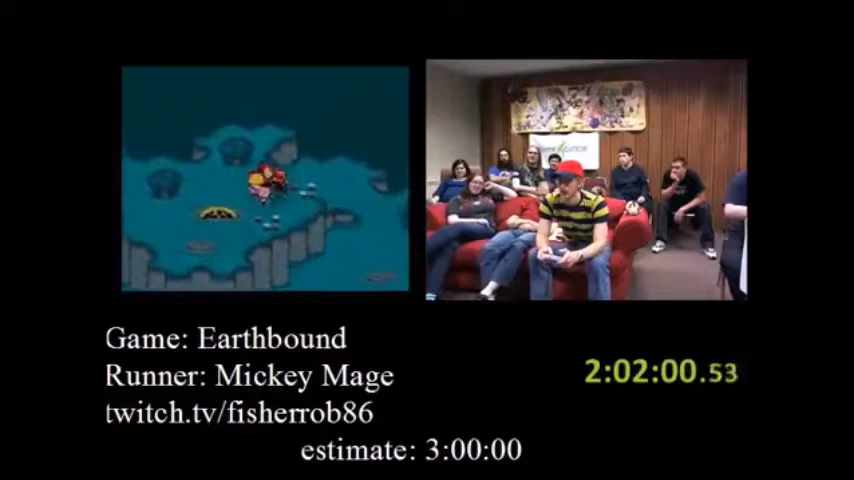 Game: Earthbound
Runner: Mickey Mage
twitch.tv/fisherrob86
2:02:00.53
estimate: 3:00:00